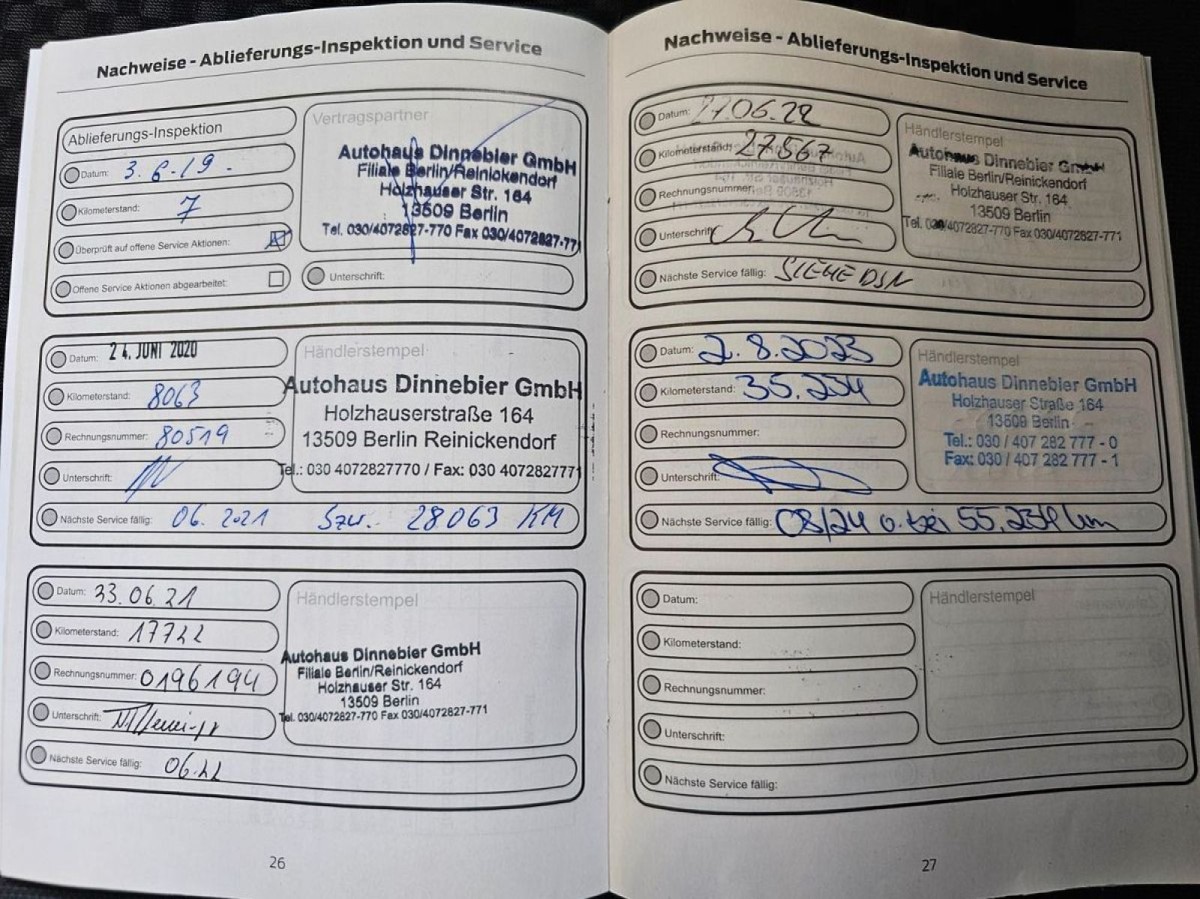 Nachweise - Ablieferungs-Inspektion und Service
Ablieferungs-Inspektion
Datum: 3.6.19.
Kilometerstand: 7
Überprüft auf offene Service Aktionen:
Offene Service Aktionen abgearbeitet:
Vertragspartner
Autohaus Dinnebier GmbH
Filiale Berlin/Reinickendorf
Holzhauser Str. 164
13509 Berlin
Tel. 030/4072827-770 Fax 030/4072827-771
Unterschrift:
Datum: 24. JUNI 2020
Kilometerstand: 8063
Rechnungsnummer: 80519
Unterschrift:
Händlerstempel
Autohaus Dinnebier GmbH
Holzhauserstraße 164
13509 Berlin Reinickendorf
Tel.: 030 4072827770 / Fax: 030 4072827771
Nächste Service fällig: 06.2021 bzw. 28063 KM
Datum: 33.06.21
Kilometerstand: 17722
Rechnungsnummer: 0196194
Unterschrift:
Händlerstempel
Autohaus Dinnebier GmbH
Filiale Berlin/Reinickendorf
Holzhauser Str. 164
13509 Berlin
Tel. 030/4072827-770 Fax 030/4072827-771
Nächste Service fällig: 06.22
26
Nachweise - Ablieferungs-Inspektion und Service
Datum: 27.06.22
Kilometerstand: 27567
Rechnungsnummer:
Unterschrift:
Händlerstempel
Autohaus Dinnebier GmbH
Filiale Berlin/Reinickendorf
Holzhauser Str. 164
13509 Berlin
Tel. 030/4072827-770 Fax 030/4072827-771
Nächste Service fällig: SIEHE DSN
Datum: 2.8.2023
Kilometerstand: 35.234
Rechnungsnummer:
Unterschrift:
Händlerstempel
Autohaus Dinnebier GmbH
Holzhauser Straße 164
13509 Berlin
Tel.: 030 / 407 282 777 - 0
Fax: 030 / 407 282 777 - 1
Nächste Service fällig: 08/24 o. bei 55.234 km
Datum:
Kilometerstand:
Rechnungsnummer:
Unterschrift:
Nächste Service fällig:
Händlerstempel
27